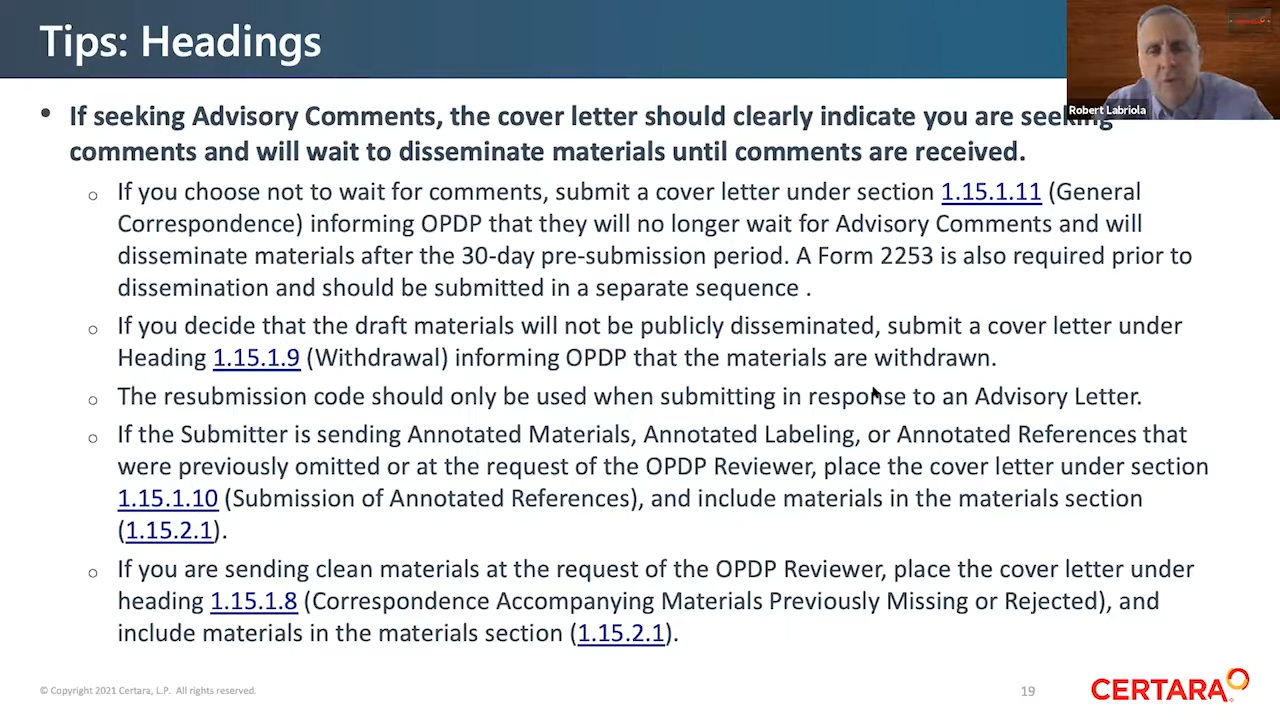 Tips: Headings
Robert Labriola
• If seeking Advisory Comments, the cover letter should clearly indicate you are seeking
comments and will wait to disseminate materials until comments are received.
o If you choose not to wait for comments, submit a cover letter under section 1.15.1.11 (General
Correspondence) informing OPDP that they will no longer wait for Advisory Comments and will
disseminate materials after the 30-day pre-submission period. A Form 2253 is also required prior to
dissemination and should be submitted in a separate sequence .
o If you decide that the draft materials will not be publicly disseminated, submit a cover letter under
Heading 1.15.1.9 (Withdrawal) informing OPDP that the materials are withdrawn.
o The resubmission code should only be used when submitting in response to an Advisory Letter.
o If the Submitter is sending Annotated Materials, Annotated Labeling, or Annotated References that
were previously omitted or at the request of the OPDP Reviewer, place the cover letter under section
1.15.1.10 (Submission of Annotated References), and include materials in the materials section
(1.15.2.1).
o If you are sending clean materials at the request of the OPDP Reviewer, place the cover letter under
heading 1.15.1.8 (Correspondence Accompanying Materials Previously Missing or Rejected), and
include materials in the materials section (1.15.2.1).
© Copyright 2021 Certara, L.P. All rights reserved.
19
CERTARA